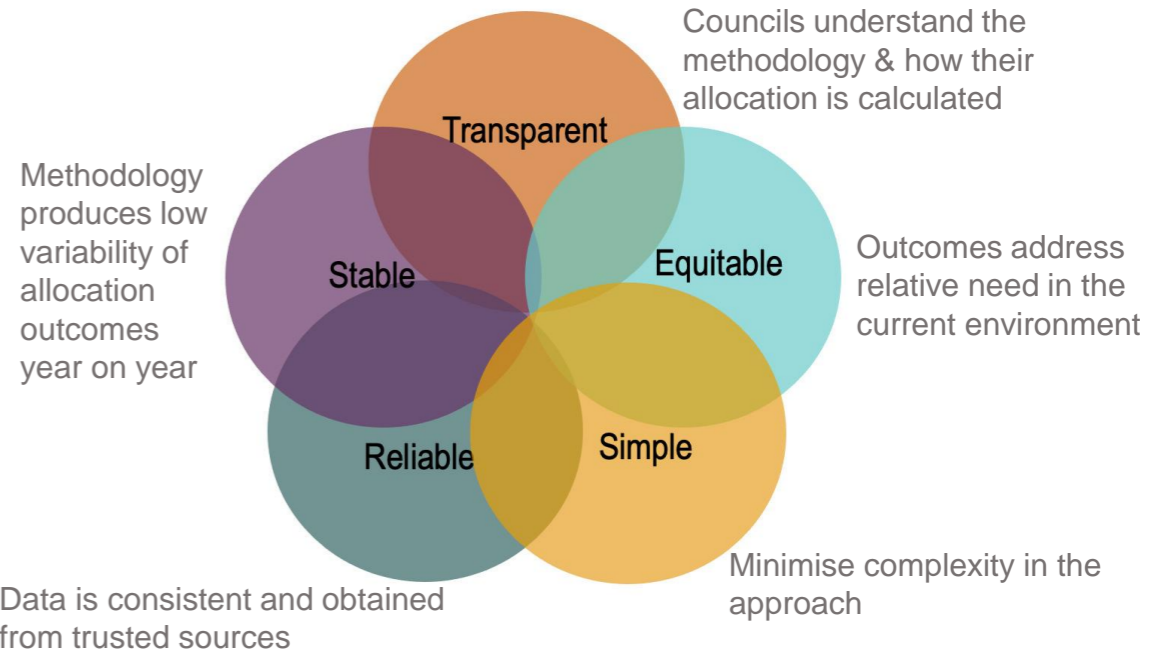 Councils understand the
methodology & how their
allocation is calculated
Transparent
Methodology
produces low
variability of
allocation
outcomes
year on year
Stable
Equitable
Outcomes address
relative need in the
current environment
Reliable
Simple
Minimise complexity in the
approach
Data is consistent and obtained
from trusted sources